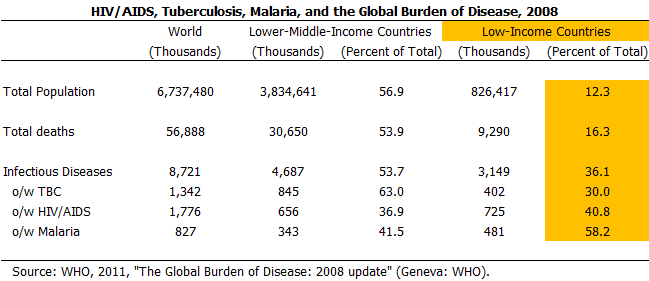 HIV/AIDS, Tuberculosis, Malaria, and the Global Burden of Disease, 2008
World Lower-Middle-Income Countries Low-Income Countries
(Thousands) (Thousands) (Percent of Total) (Thousands) (Percent of Total)
Total Population 6,737,480 3,834,641 56.9 826,417 12.3
Total deaths 56,888 30,650 53.9 9,290 16.3
Infectious Diseases 8,721 4,687 53.7 3,149 36.1
o/w TBC 1,342 845 63.0 402 30.0
o/w HIV/AIDS 1,776 656 36.9 725 40.8
o/w Malaria 827 343 41.5 481 58.2
Source: WHO, 2011, "The Global Burden of Disease: 2008 update" (Geneva: WHO).